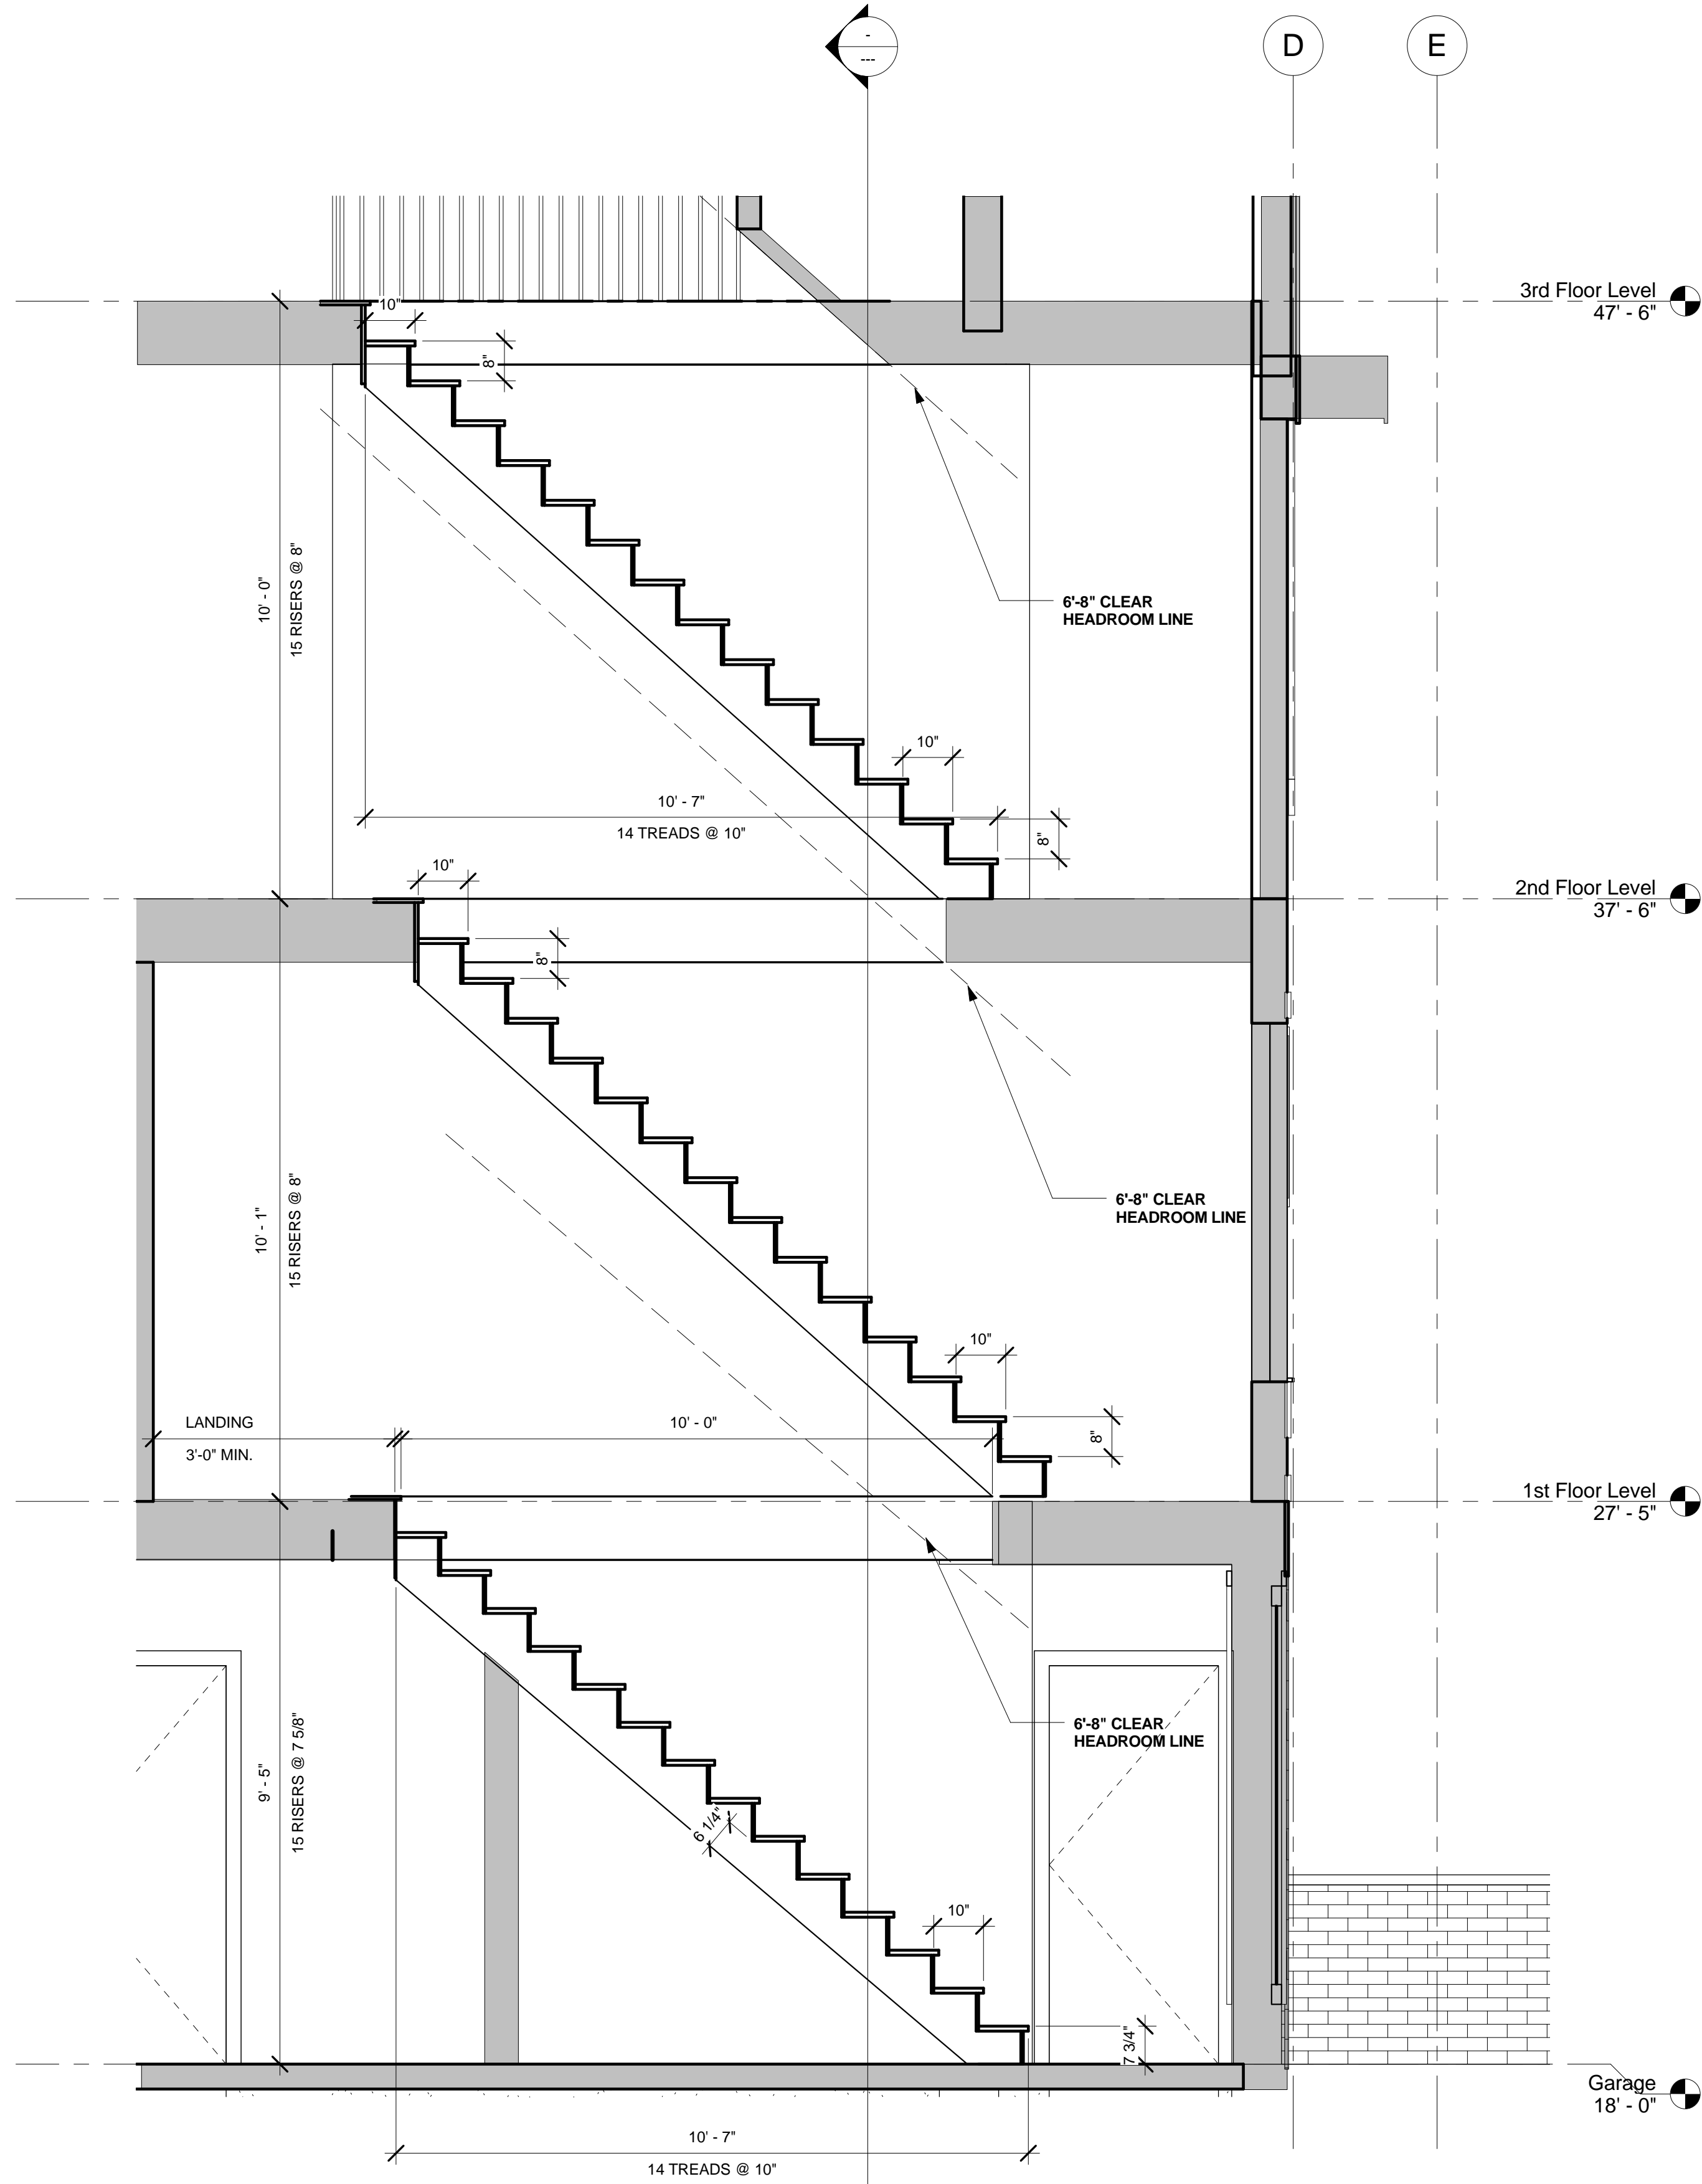 -
---
D
E
3rd Floor Level
47' - 6"
10"
8"
10' - 0"
15 RISERS @ 8"
6'-8" CLEAR
HEADROOM LINE
10"
10' - 7"
14 TREADS @ 10"
8"
10"
2nd Floor Level
37' - 6"
8"
10' - 1"
15 RISERS @ 8"
6'-8" CLEAR
HEADROOM LINE
10"
LANDING
3'-0" MIN.
10' - 0"
8"
1st Floor Level
27' - 5"
9' - 5"
15 RISERS @ 7 5/8"
6'-8" CLEAR
HEADROOM LINE
6 1/4"
10"
7 3/4"
Garage
18' - 0"
10' - 7"
14 TREADS @ 10"